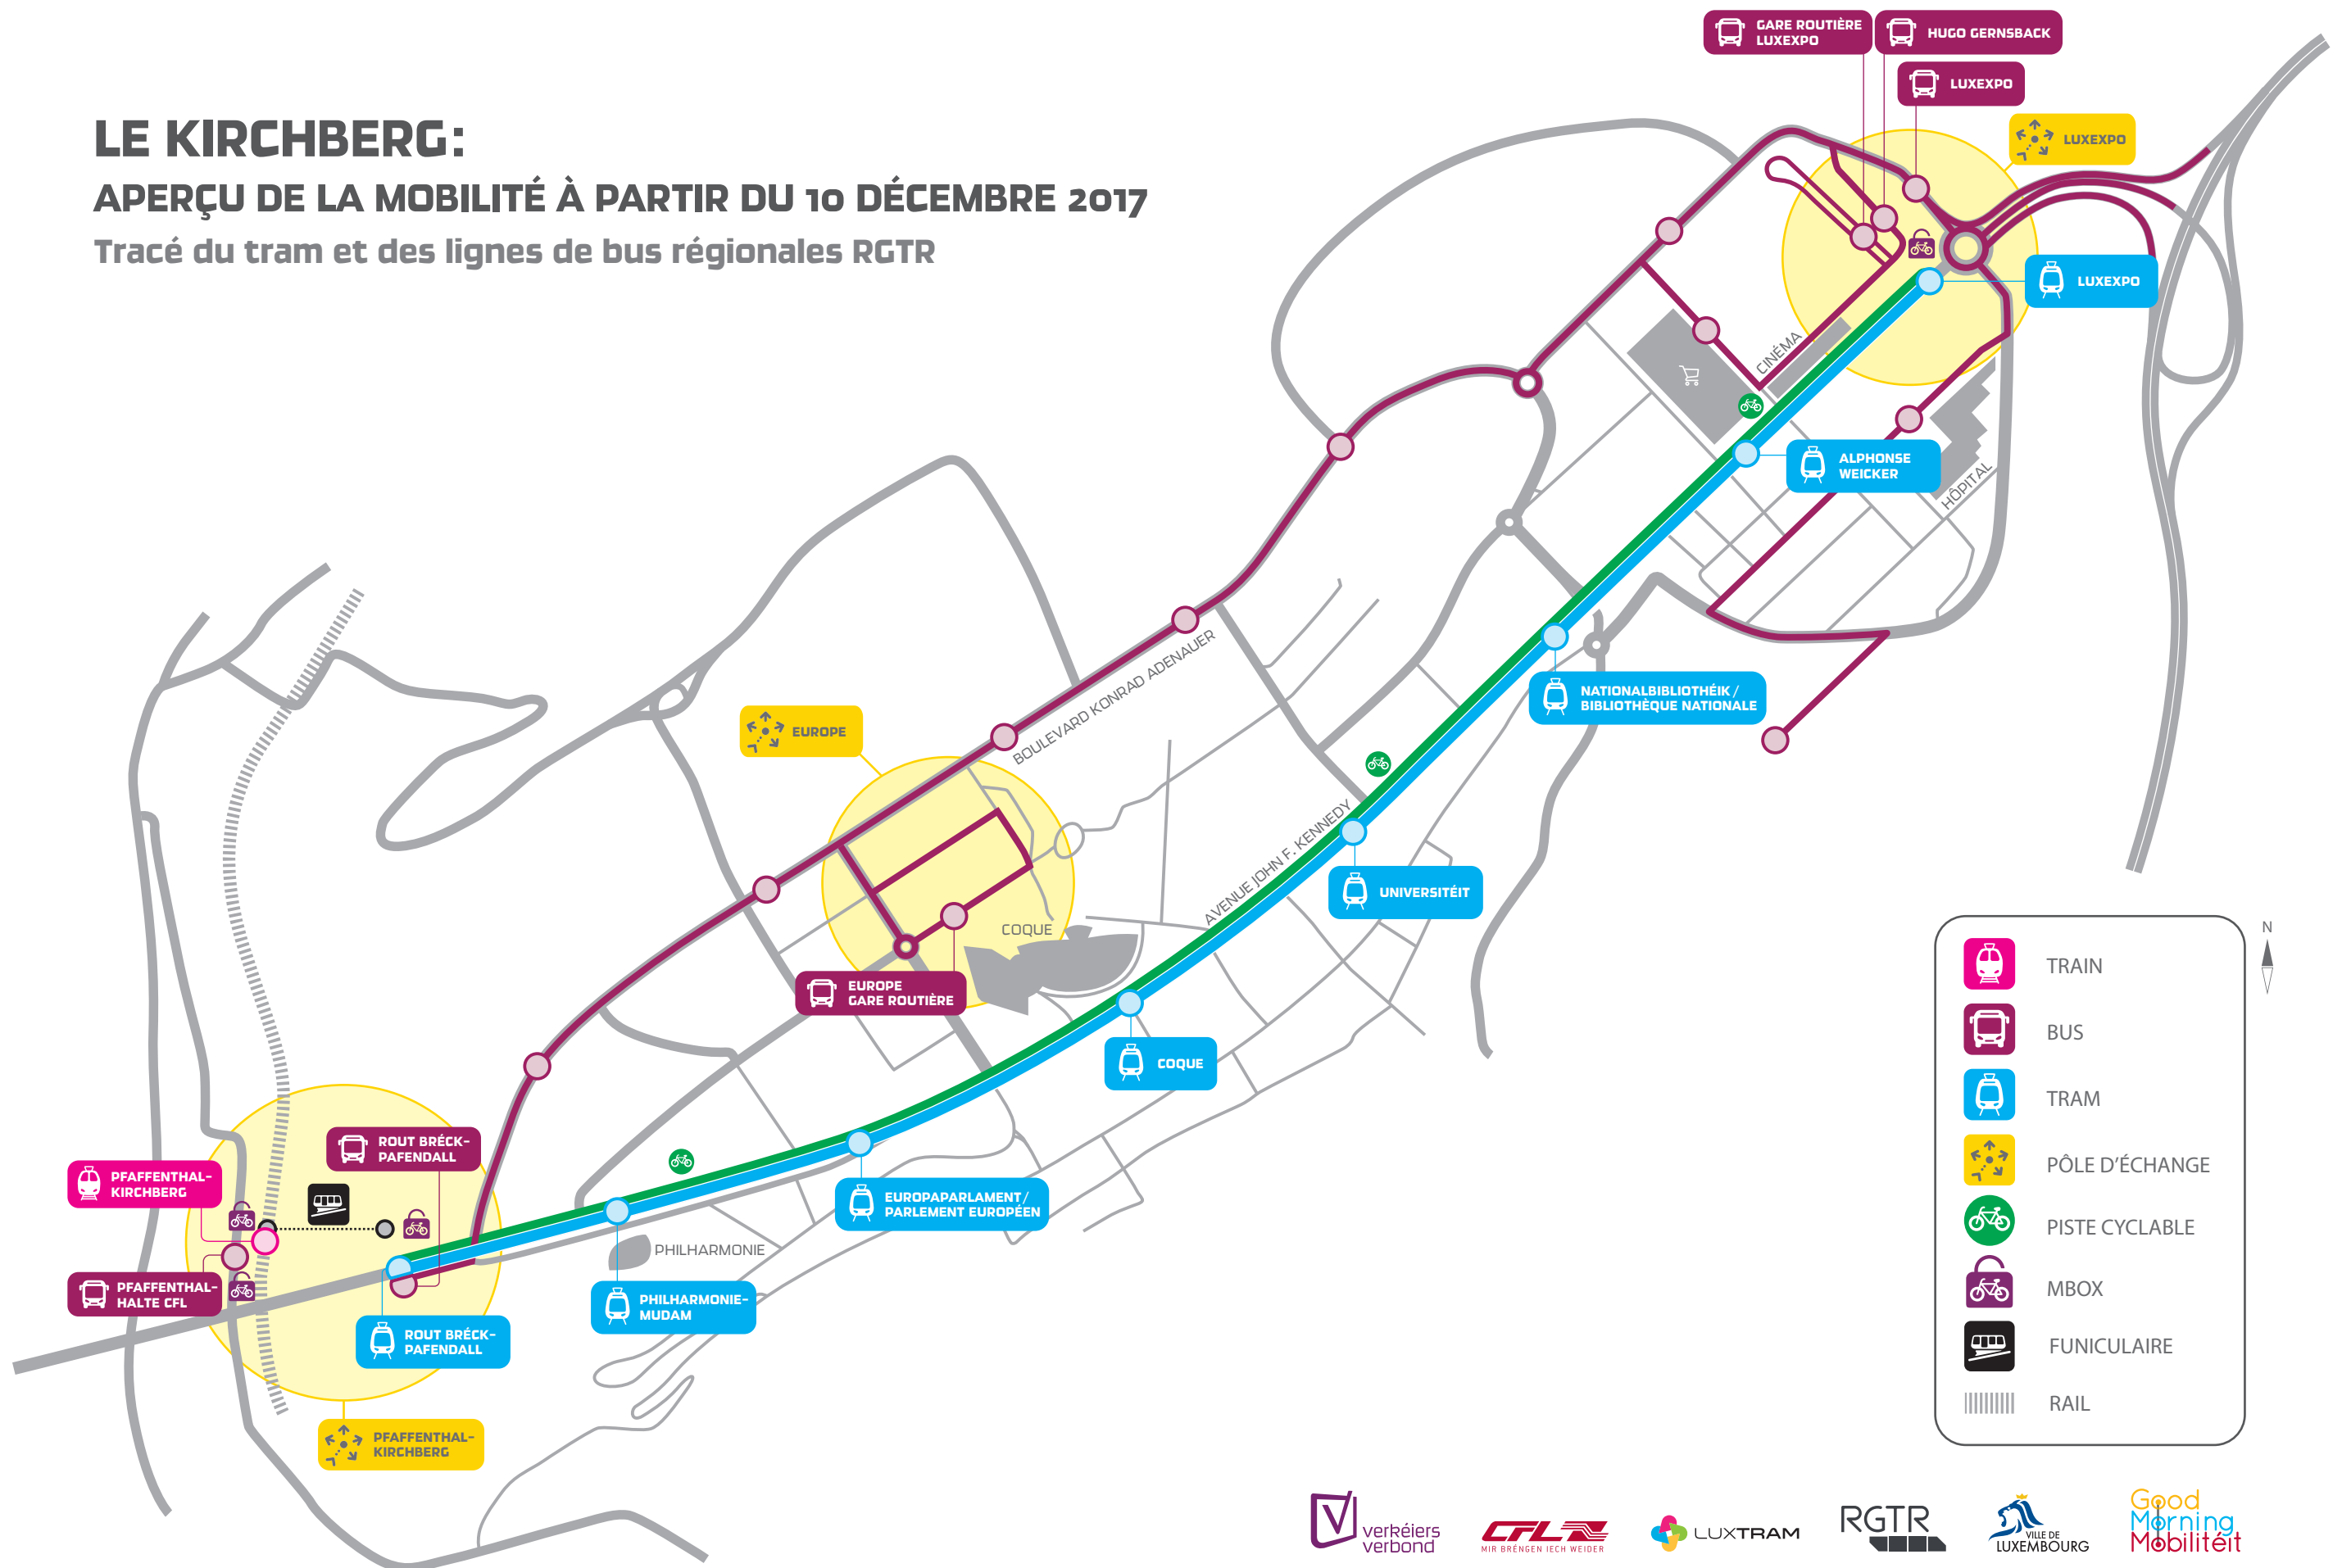 LE KIRCHBERG:
APERÇU DE LA MOBILITÉ À PARTIR DU 10 DÉCEMBRE 2017
Tracé du tram et des lignes de bus régionales RGTR
GARE ROUTIÈRE
LUXEXPO
HUGO GERNSBACK
LUXEXPO
LUXEXPO
LUXEXPO
CINÉMA
ALPHONSE
WEICKER
HÔPITAL
NATIONALBIBLIOTHÉIK/
BIBLIOTHÈQUE NATIONALE
BOULEVARD KONRAD ADENAUER
EUROPE
AVENUE JOHN F. KENNEDY
UNIVERSITÉIT
COQUE
EUROPE
GARE ROUTIÈRE
COQUE
ROUT BRÉCK-
PAFENDALL
PFAFFENTHAL-
KIRCHBERG
EUROPAPARLAMENT/
PARLEMENT EUROPÉEN
PHILHARMONIE
PFAFFENTHAL-
HALTE CFL
PHILHARMONIE-
MUDAM
ROUT BRÉCK-
PAFENDALL
PFAFFENTHAL-
KIRCHBERG
N
TRAIN
BUS
TRAM
PÔLE D'ÉCHANGE
PISTE CYCLABLE
MBOX
FUNICULAIRE
RAIL
verkéiers
verbond
CFL
MIR BRÉNGEN IECH WEIDER
LUXTRAM
RGTR
VILLE DE
LUXEMBOURG
Good
Morning
Mobilitéit